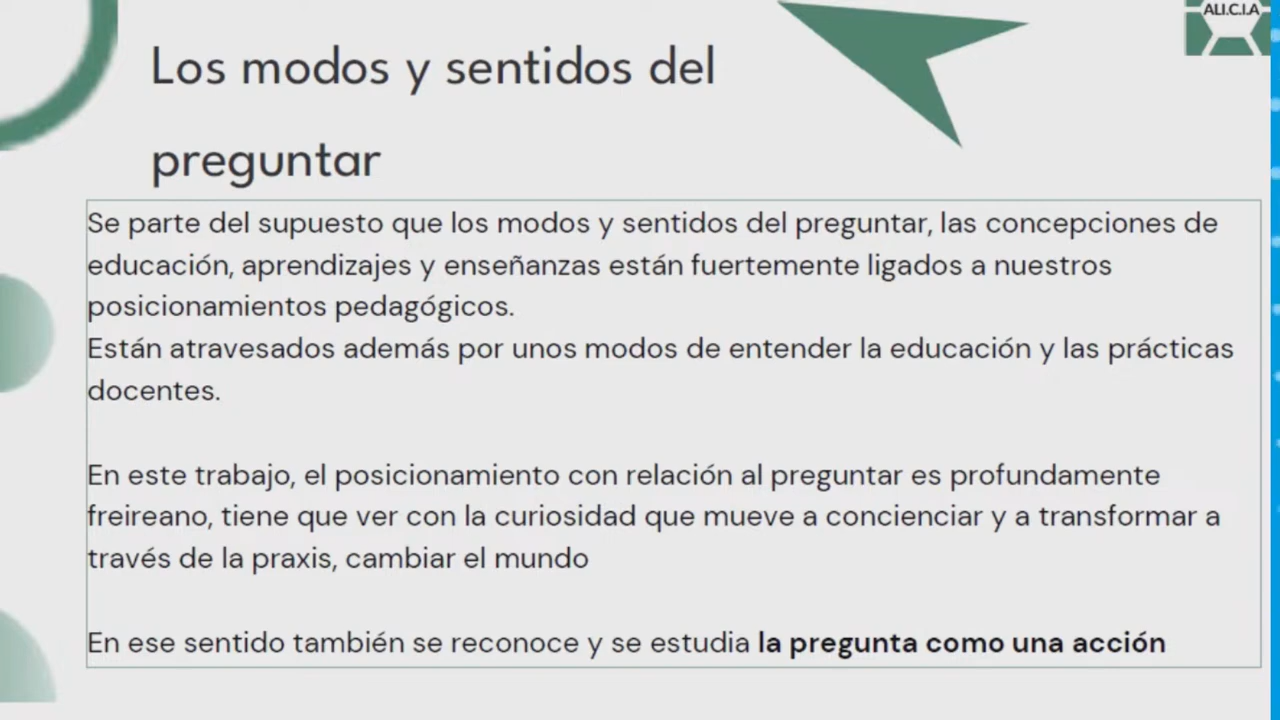 ALI.C.I.A
Los modos y sentidos del
preguntar
Se parte del supuesto que los modos y sentidos del preguntar, las concepciones de
educación, aprendizajes y enseñanzas están fuertemente ligados a nuestros
posicionamientos pedagógicos.
Están atravesados además por unos modos de entender la educación y las prácticas
docentes.
En este trabajo, el posicionamiento con relación al preguntar es profundamente
freireano, tiene que ver con la curiosidad que mueve a concienciar y a transformar a
través de la praxis, cambiar el mundo
En ese sentido también se reconoce y se estudia la pregunta como una acción